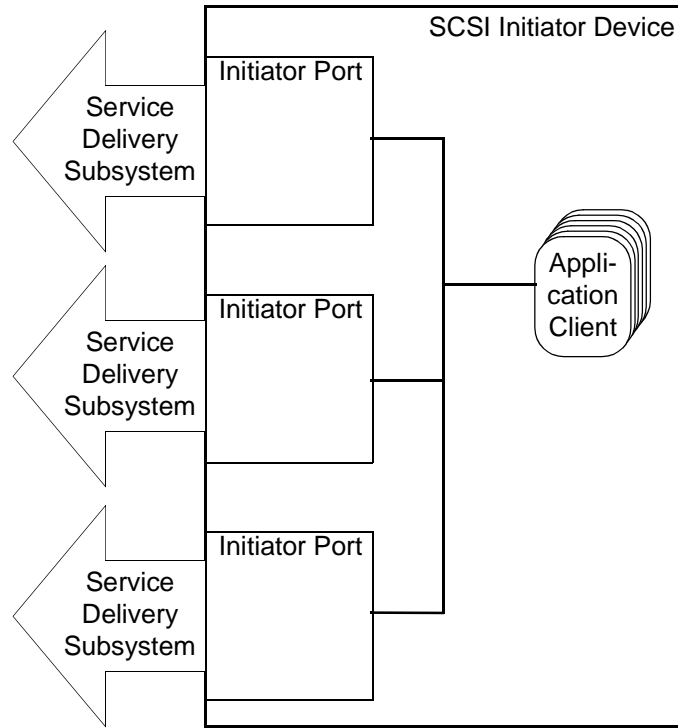 SCSI Initiator Device
Initiator Port
Service
Delivery
Subsystem
Appli-
cation
Client
Initiator Port
Service
Delivery
Subsystem
Initiator Port
Service
Delivery
Subsystem